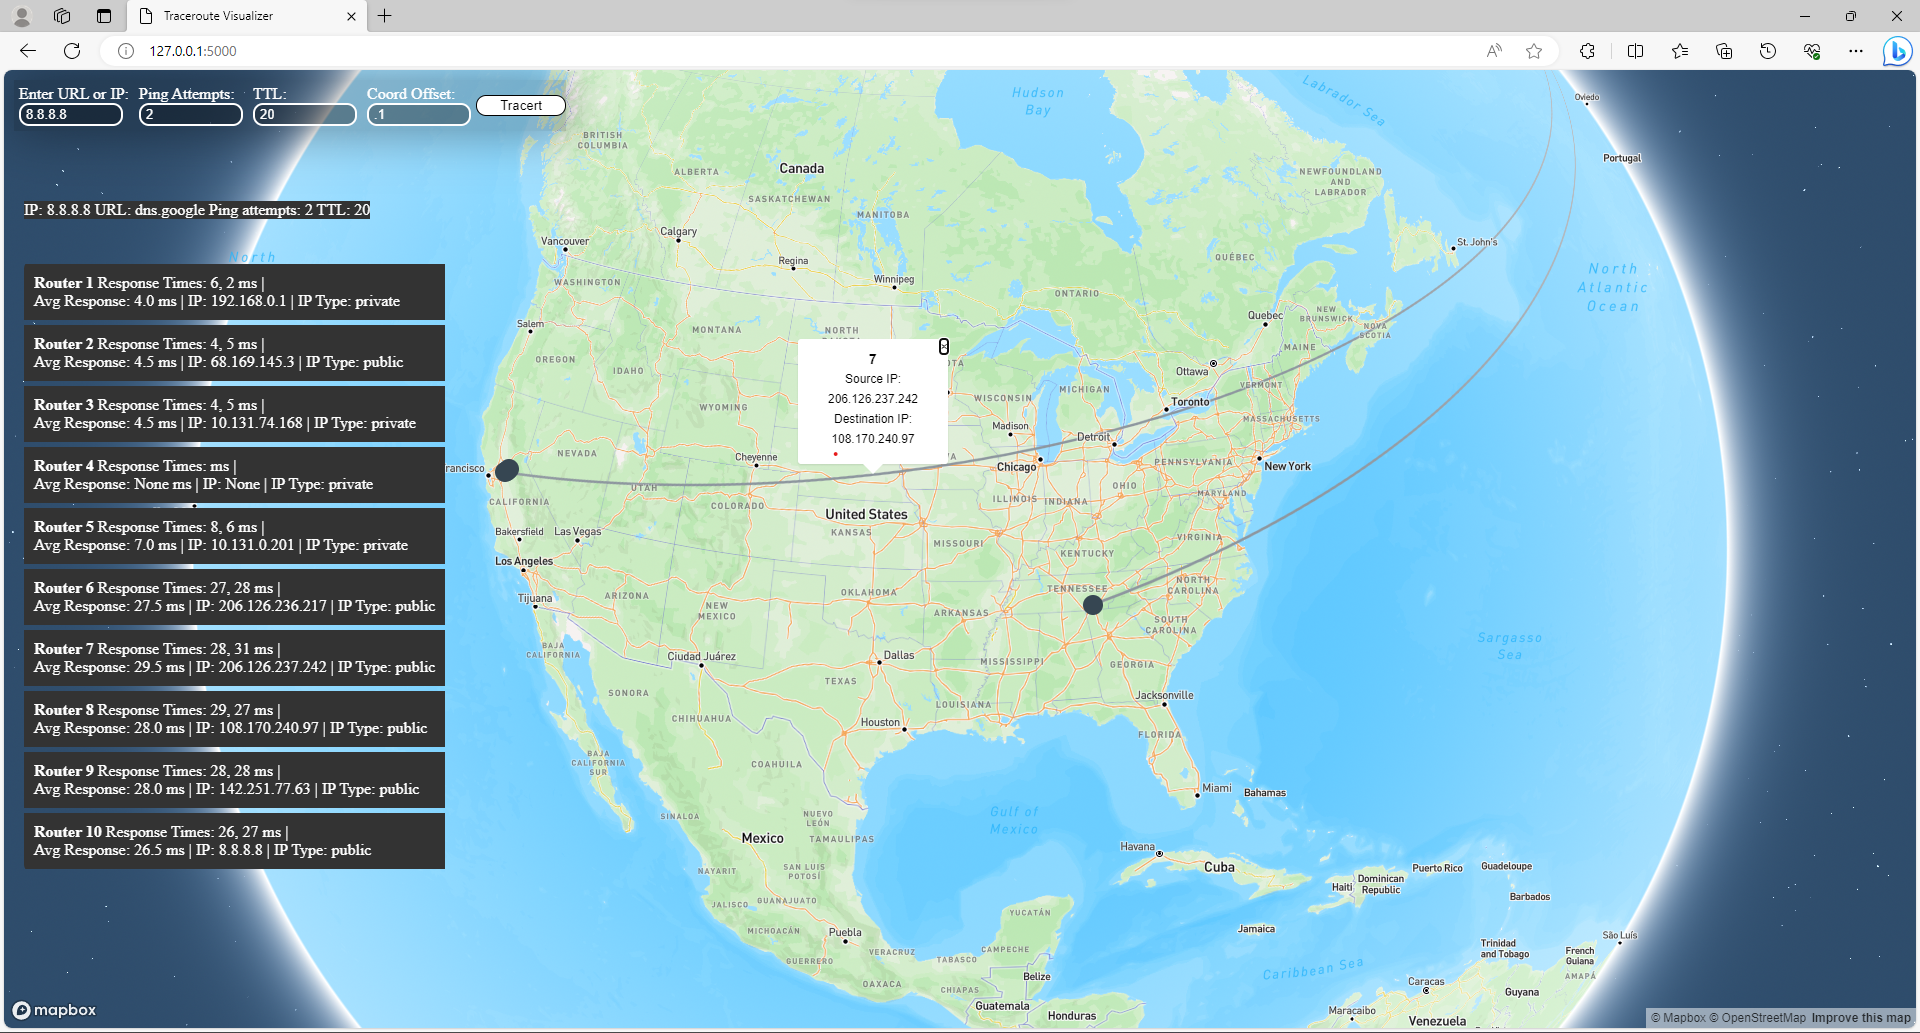 Traceroute Visualizer
127.0.0.1:5000
Enter URL or IP: Ping Attempts: TTL: Coord Offset:
8.8.8.8 2 20 .1 Tracert
IP: 8.8.8.8 URL: dns.google Ping attempts: 2 TTL: 20
Router 1 Response Times: 6, 2 ms |
Avg Response: 4.0 ms | IP: 192.168.0.1 | IP Type: private
Router 2 Response Times: 4, 5 ms |
Avg Response: 4.5 ms | IP: 68.169.145.3 | IP Type: public
Router 3 Response Times: 4, 5 ms |
Avg Response: 4.5 ms | IP: 10.131.74.168 | IP Type: private
Router 4 Response Times: ms |
Avg Response: None ms | IP: None | IP Type: private
Router 5 Response Times: 8, 6 ms |
Avg Response: 7.0 ms | IP: 10.131.0.201 | IP Type: private
Router 6 Response Times: 27, 28 ms |
Avg Response: 27.5 ms | IP: 206.126.236.217 | IP Type: public
Router 7 Response Times: 28, 31 ms |
Avg Response: 29.5 ms | IP: 206.126.237.242 | IP Type: public
Router 8 Response Times: 29, 27 ms |
Avg Response: 28.0 ms | IP: 108.170.240.97 | IP Type: public
Router 9 Response Times: 28, 28 ms |
Avg Response: 28.0 ms | IP: 142.251.77.63 | IP Type: public
Router 10 Response Times: 26, 27 ms |
Avg Response: 26.5 ms | IP: 8.8.8.8 | IP Type: public
7
Source IP:
206.126.237.242
Destination IP:
108.170.240.97
Hudson
Bay
Labrador Sea
Oviedo
BRITISH
COLUMBIA
Canada
Portugal
ALBERTA
NEWFOUNDLAND
AND
LABRADOR
SASKATCHEWAN
MANITOBA
Calgary
Vancouver
St. John's
North
QUÉBEC
Regina
Winnipeg
North
Atlantic
Ocean
WASHINGTON
ONTARIO
Quebec
NEW
BRUNSWICK
NOVA
SCOTIA
Salem
MONTANA
NORTH
MAINE
OREGON
IDAHO
Ottawa
MICHIGAN
VERMONT
WISCONSIN
WYOMING
Toronto
MASSACHUSETTS
Madison
Detroit
NEVADA
Cheyenne
rancisco
Chicago
PENNSYLVANIA
New York
UTAH
OHIO
MARYLAND
CALIFORNIA
COLORADO
ILLINOIS
INDIANA
United States
KANSAS
Bakersfield
Las Vegas
MISSOURI
VIRGINIA
KENTUCKY
Los Angeles
TENNESSEE
NORTH
CAROLINA
Tijuana
ARIZONA
OKLAHOMA
NEW
MEXICO
ARKANSAS
SOUTH
CAROLINA
Sargasso
Sea
BAJA
CALIFORNIA
Ciudad Juárez
Dallas
MISSISSIPPI
GEORGIA
TEXAS
SONORA
Jacksonville
LOUISIANA
CHIHUAHUA
Houston
FLORIDA
BAJA
CALIFORNIA
SUR
COAHUILA
Miami
Bahamas
SINALOA
NUEVO
LEÓN
Gulf of
Mexico
Mexico
TAMAULIPAS
Havana
Cuba
NAYARIT
SAN LUIS
POTOSÍ
Haiti
Dominican
Republic
Puerto Rico
Guadeloupe
Barbados
JALISCO
GUANAJUATO
YUCATÁN
MICHOACÁN
Puebla
Jamaica
São Luís
VERACRUZ
CAMPECHE
TABASCO
GUERRERO
Trinidad
and Tobago
French
Guiana
AMAPÁ
Caribbean Sea
Belize
OAXACA
CHIAPAS
Caracas
Guatemala
Guyana
Honduras
Maracaibo
Venezuela
mapbox
© Mapbox © OpenStreetMap Improve this map